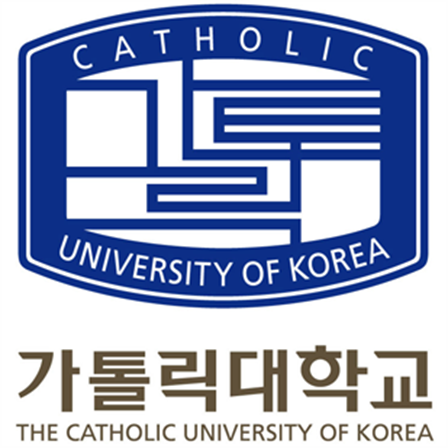 CATHOLIC
UNIVERSITY OF KOREA
가톨릭대학교
THE CATHOLIC UNIVERSITY OF KOREA